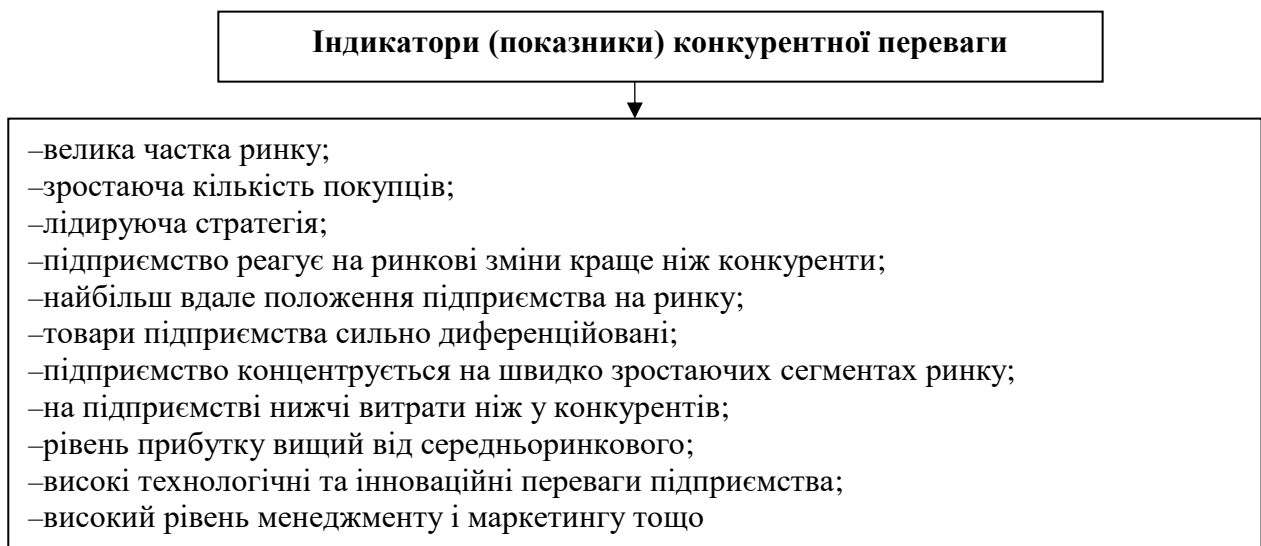 Індикатори (показники) конкурентної переваги
–велика частка ринку;
–зростаюча кількість покупців;
–лідируюча стратегія;
–підприємство реагує на ринкові зміни краще ніж конкуренти;
–найбільш вдале положення підприємства на ринку;
–товари підприємства сильно диференційовані;
–підприємство концентрується на швидко зростаючих сегментах ринку;
–на підприємстві нижчі витрати ніж у конкурентів;
–рівень прибутку вищий від середньоринкового;
–високі технологічні та інноваційні переваги підприємства;
–високий рівень менеджменту і маркетингу тощо